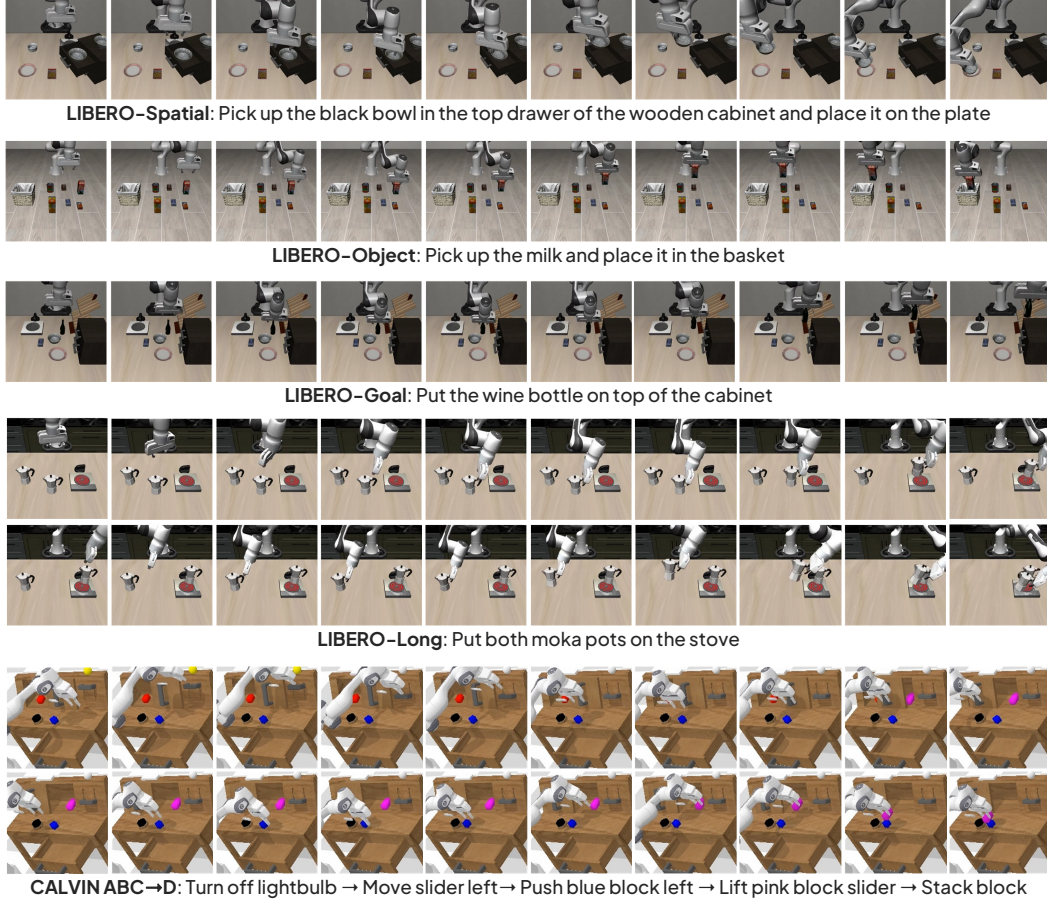 LIBERO-Spatial: Pick up the black bowl in the top drawer of the wooden cabinet and place it on the plate
LIBERO-Object: Pick up the milk and place it in the basket
LIBERO-Goal: Put the wine bottle on top of the cabinet
LIBERO-Long: Put both moka pots on the stove
CALVIN ABC→D: Turn off lightbulb → Move slider left→ Push blue block left → Lift pink block slider → Stack block